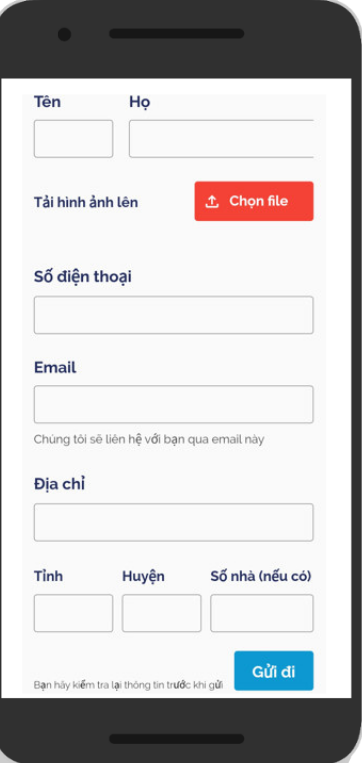 Tên Họ
Tải hình ảnh lên Chọn file
Số điện thoại
Email
Chúng tôi sẽ liên hệ với bạn qua email này
Địa chỉ
Tỉnh Huyện Số nhà (nếu có)
Bạn hãy kiểm tra lại thông tin trước khi gửi Gửi đi